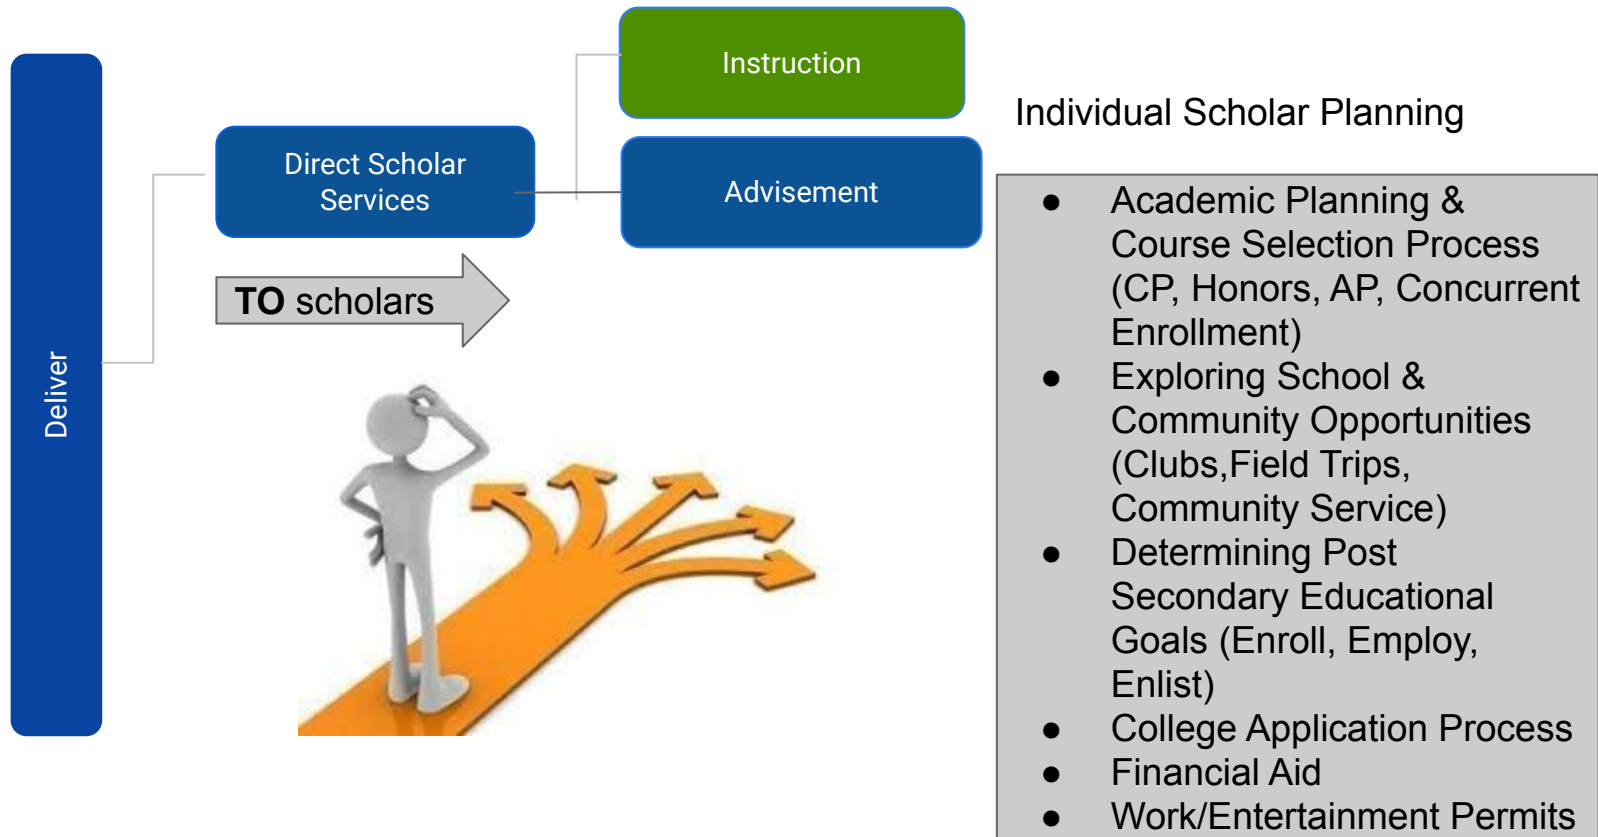 Deliver
Direct Scholar
Services
TO scholars
Instruction
Advisement
Individual Scholar Planning
● Academic Planning &
Course Selection Process
(CP, Honors, AP, Concurrent
Enrollment)
● Exploring School &
Community Opportunities
(Clubs,Field Trips,
Community Service)
● Determining Post
Secondary Educational
Goals (Enroll, Employ,
Enlist)
● College Application Process
● Financial Aid
● Work/Entertainment Permits